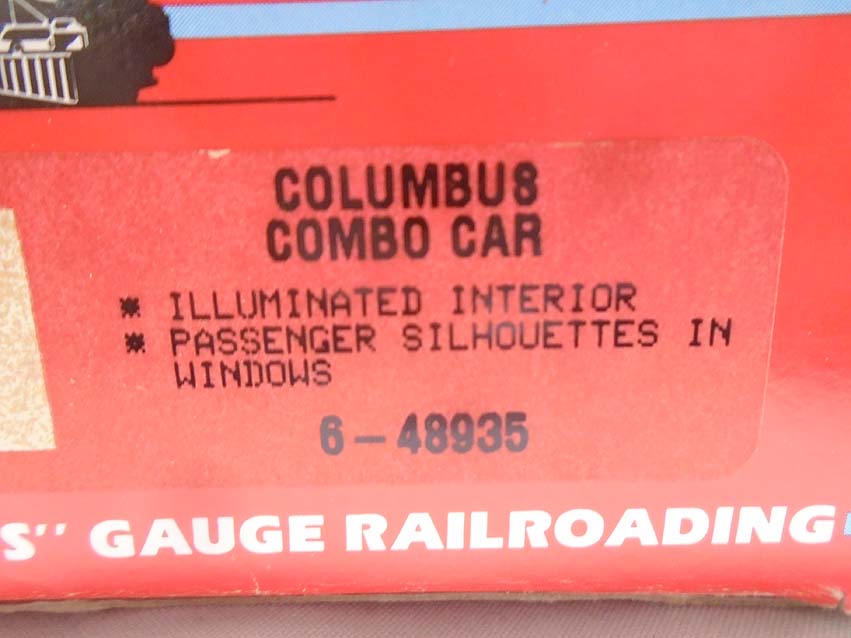 COLUMBUS
COMBO CAR
* ILLUMINATED INTERIOR
* PASSENGER SILHOUETTES IN
WINDOWS
6-48935
S" GAUGE RAILROADING